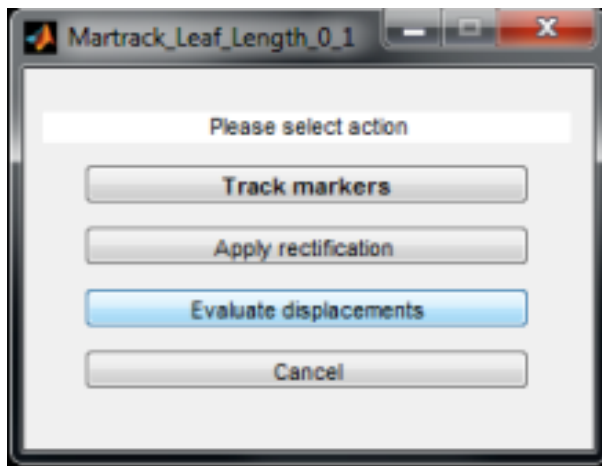 Martrack_Leaf_Length_0_1
Please select action
Track markers
Apply rectification
Evaluate displacements
Cancel